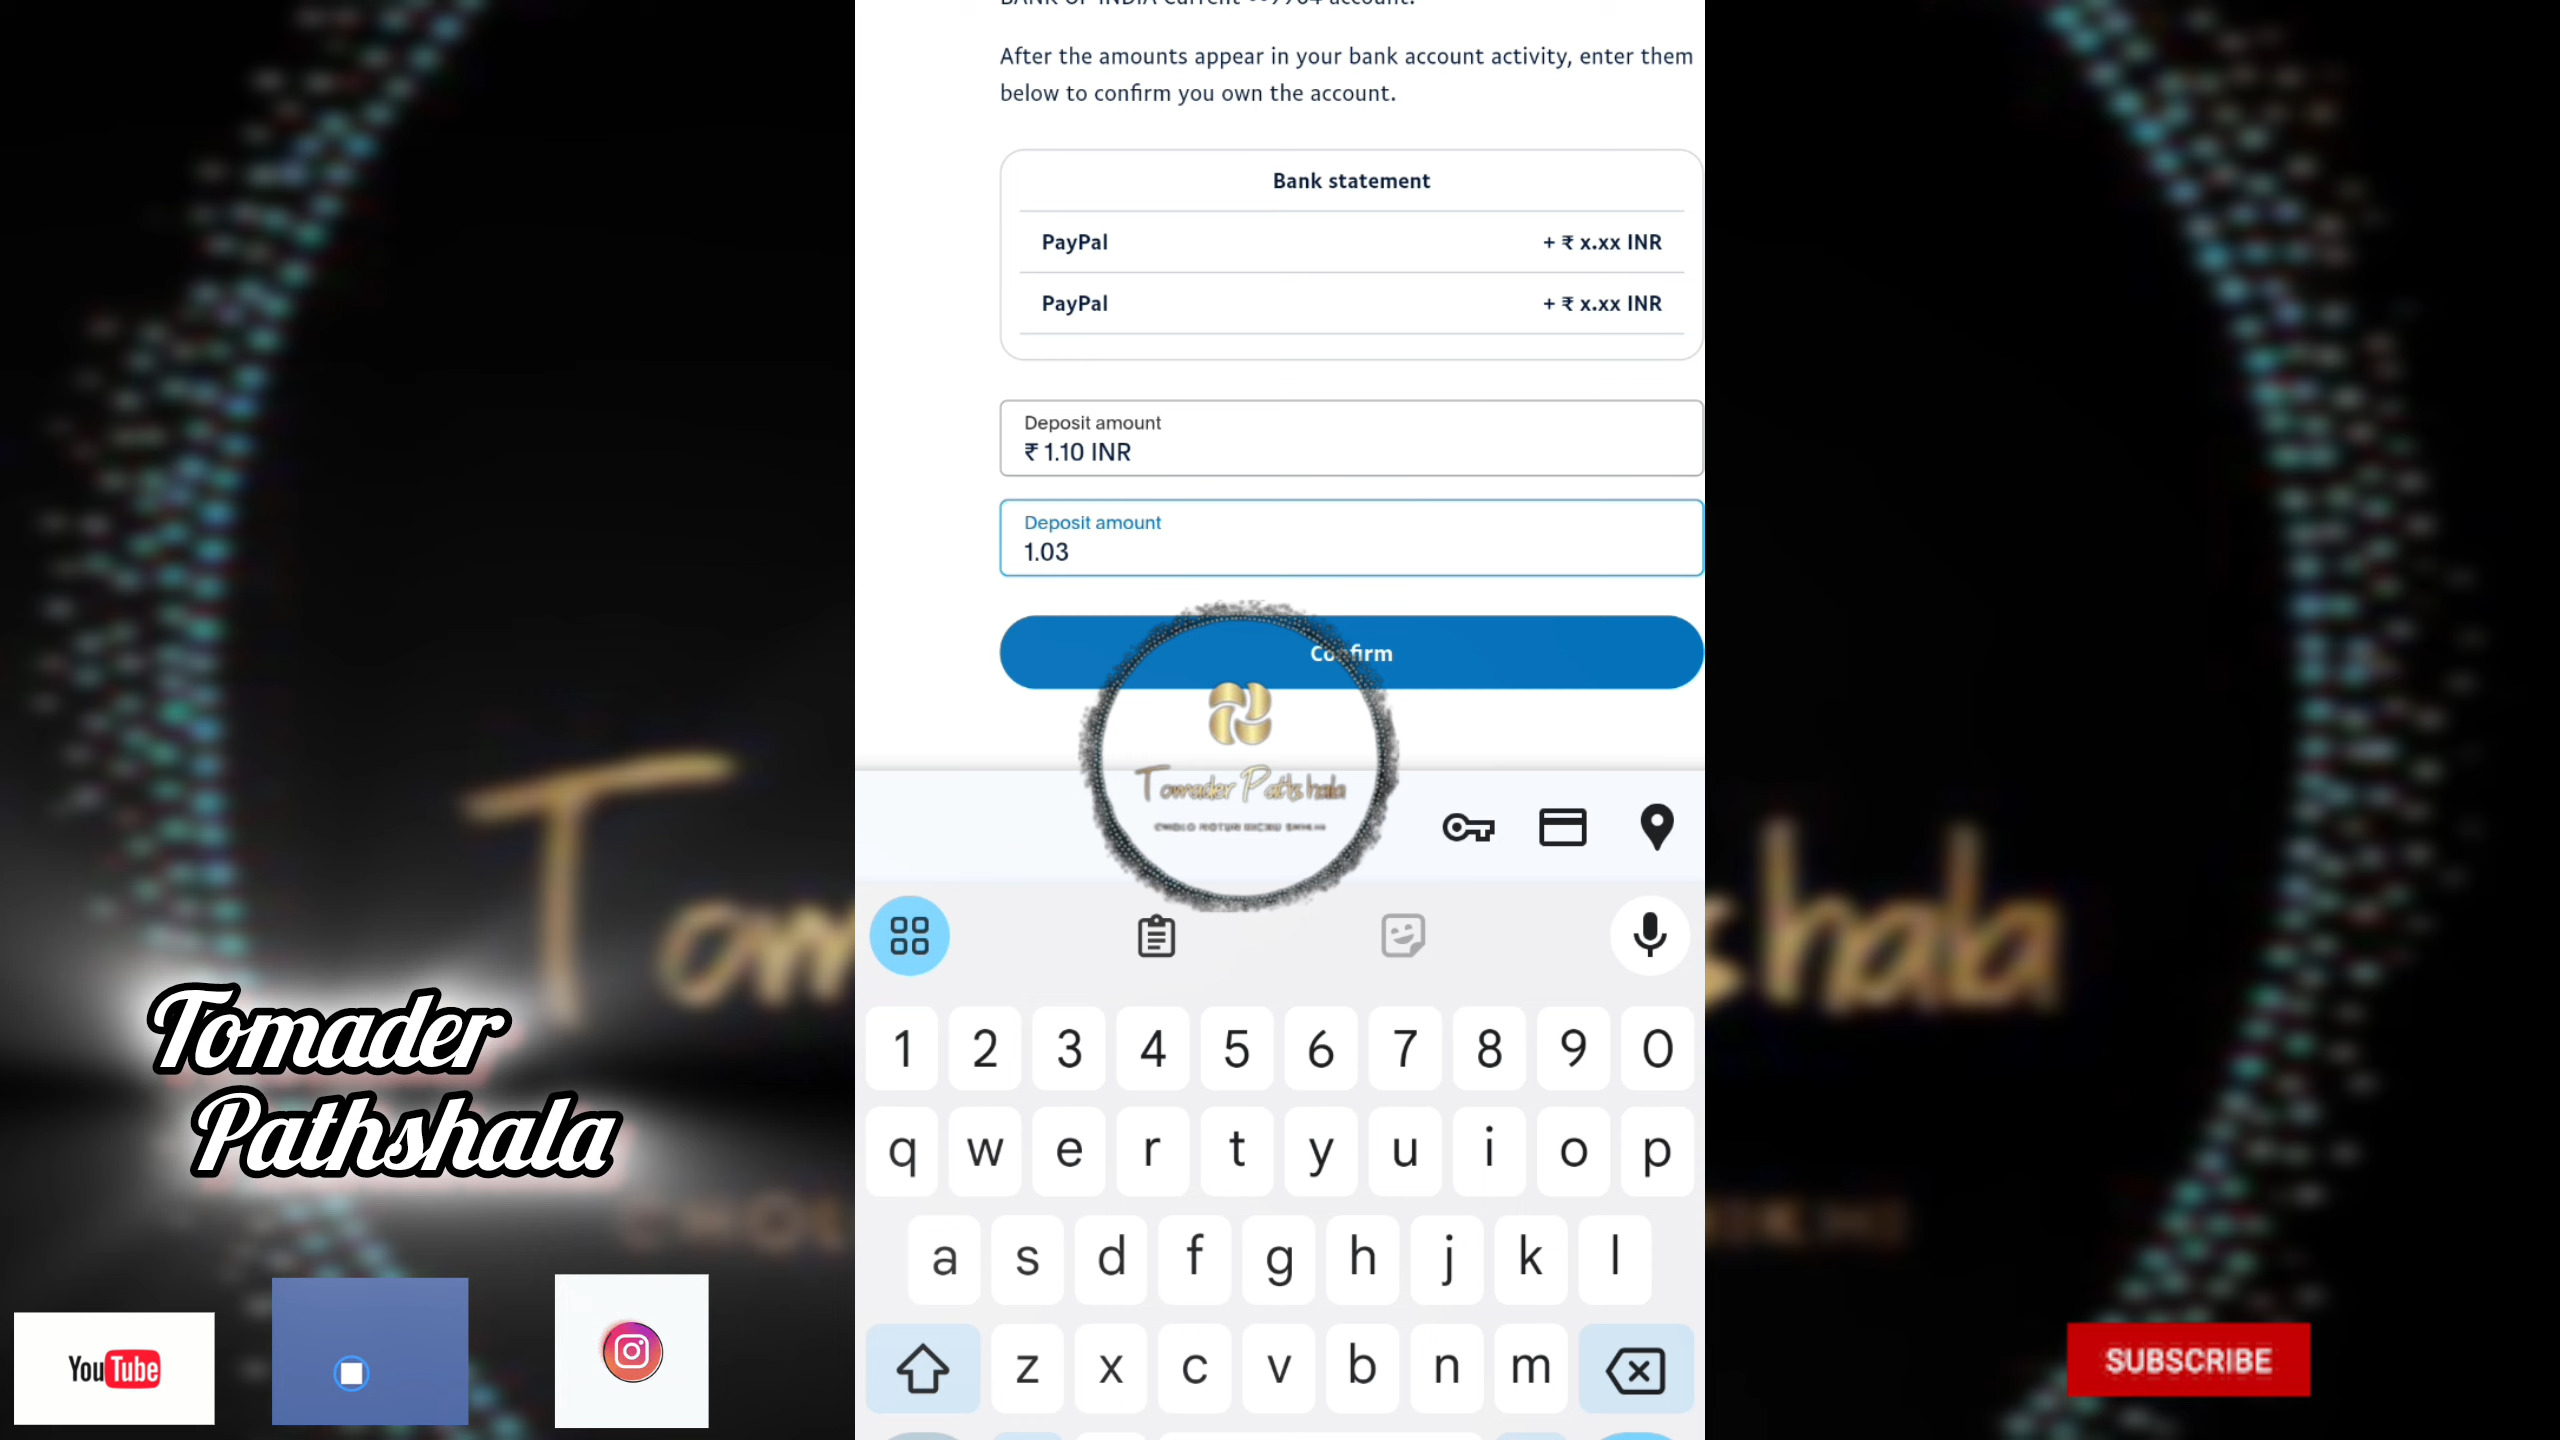 After the amounts appear in your bank account activity, enter them
below to confirm you own the account.
Bank statement
PayPal + ₹ x.xx INR
PayPal + ₹ x.xx INR
Deposit amount
₹ 1.10 INR
Deposit amount
1.03
Confirm
Tomader Pathshala
1 2 3 4 5 6 7 8 9 0
q w e r t y u i o p
a s d f g h j k l
z x c v b n m
Tomader
Pathshala
YouTube
SUBSCRIBE